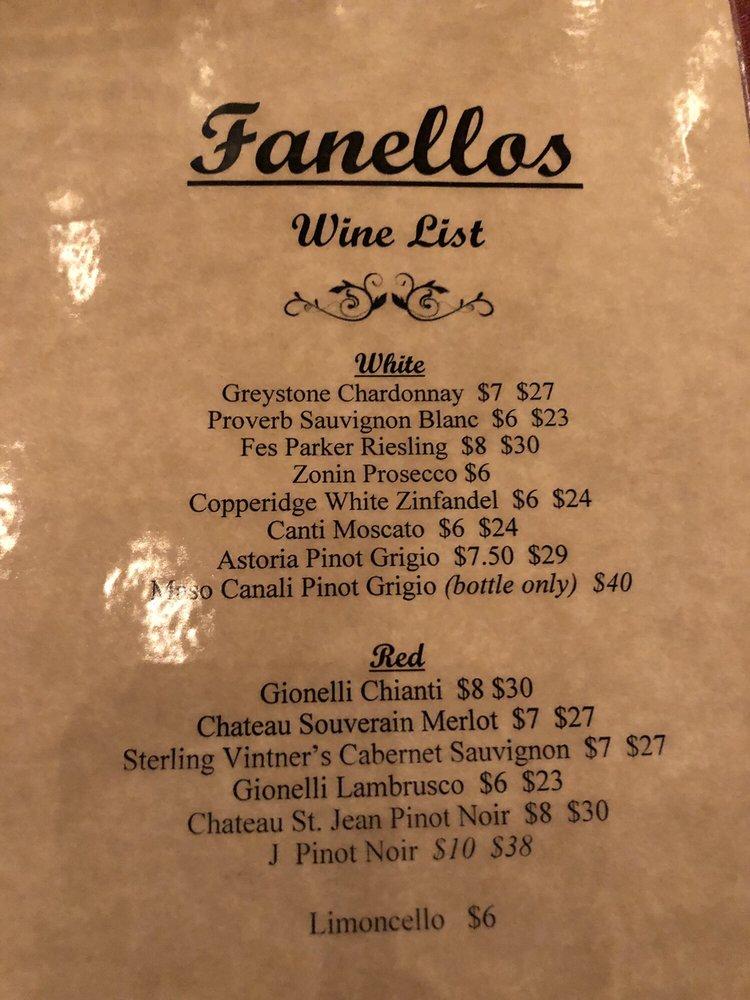 Fanellos
Wine List
White
Greystone Chardonnay $7 $27
Proverb Sauvignon Blanc $6 $23
Fes Parker Riesling $8 $30
Zonin Prosecco $6
Copperidge White Zinfandel $6 $24
Canti Moscato $6 $24
Astoria Pinot Grigio $7.50 $29
Maso Canali Pinot Grigio (bottle only) $40
Red
Gionelli Chianti $8 $30
Chateau Souverain Merlot $7 $27
Sterling Vintner's Cabernet Sauvignon $7 $27
Gionelli Lambrusco $6 $23
Chateau St. Jean Pinot Noir $8 $30
J Pinot Noir $10 $38
Limoncello $6